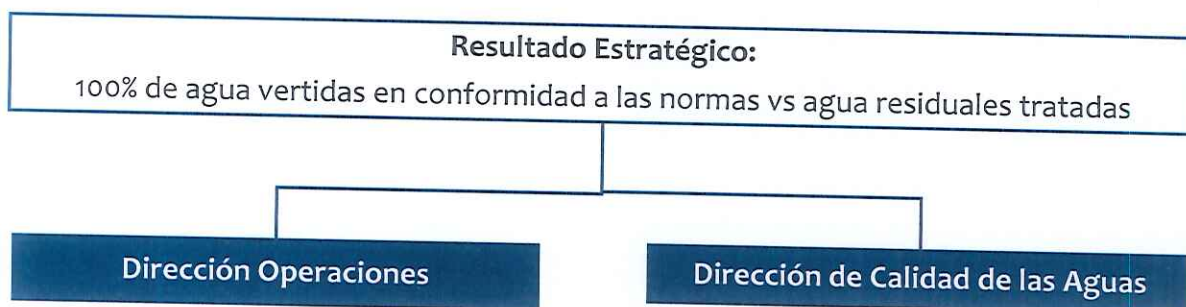 Resultado Estratégico:
100% de agua vertidas en conformidad a las normas vs agua residuales tratadas
Dirección Operaciones
Dirección de Calidad de las Aguas